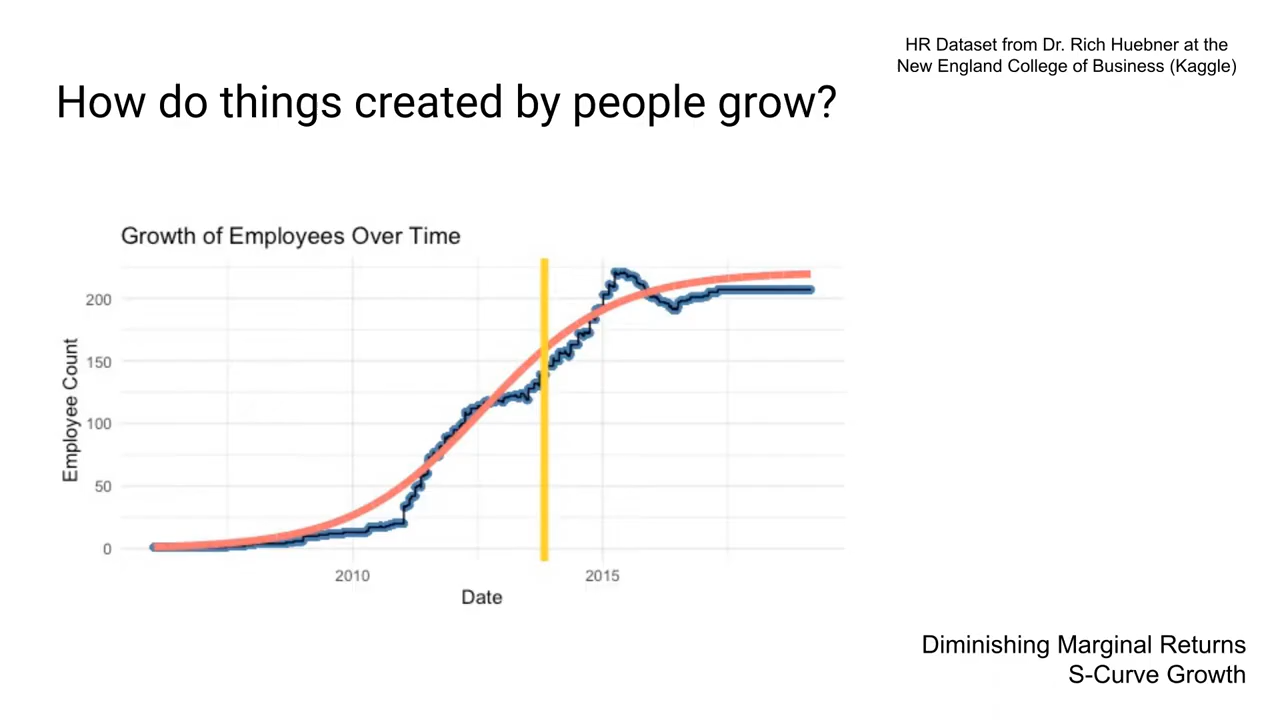 HR Dataset from Dr. Rich Huebner at the
New England College of Business (Kaggle)
How do things created by people grow?
Growth of Employees Over Time
200
150
100
50
0
Employee Count
2010
2015
Date
Diminishing Marginal Returns
S-Curve Growth